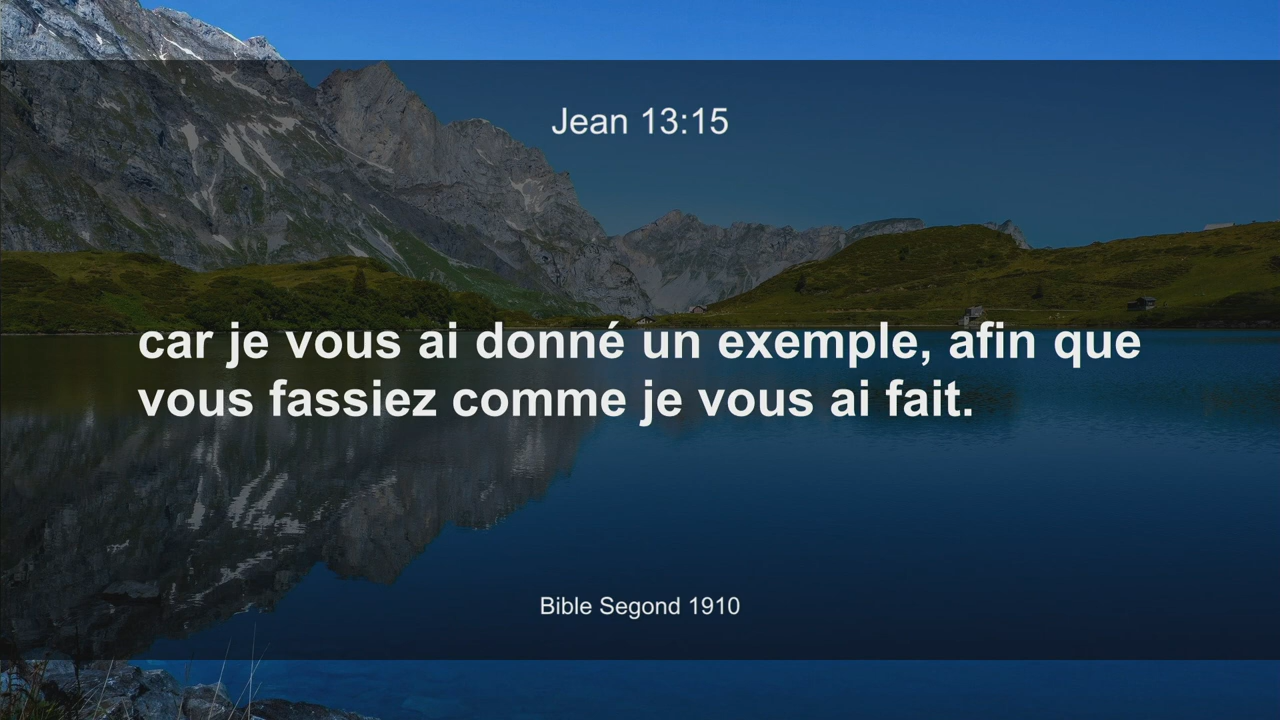 Jean 13:15
car je vous ai donné un exemple, afin que
vous fassiez comme je vous ai fait.
Bible Segond 1910